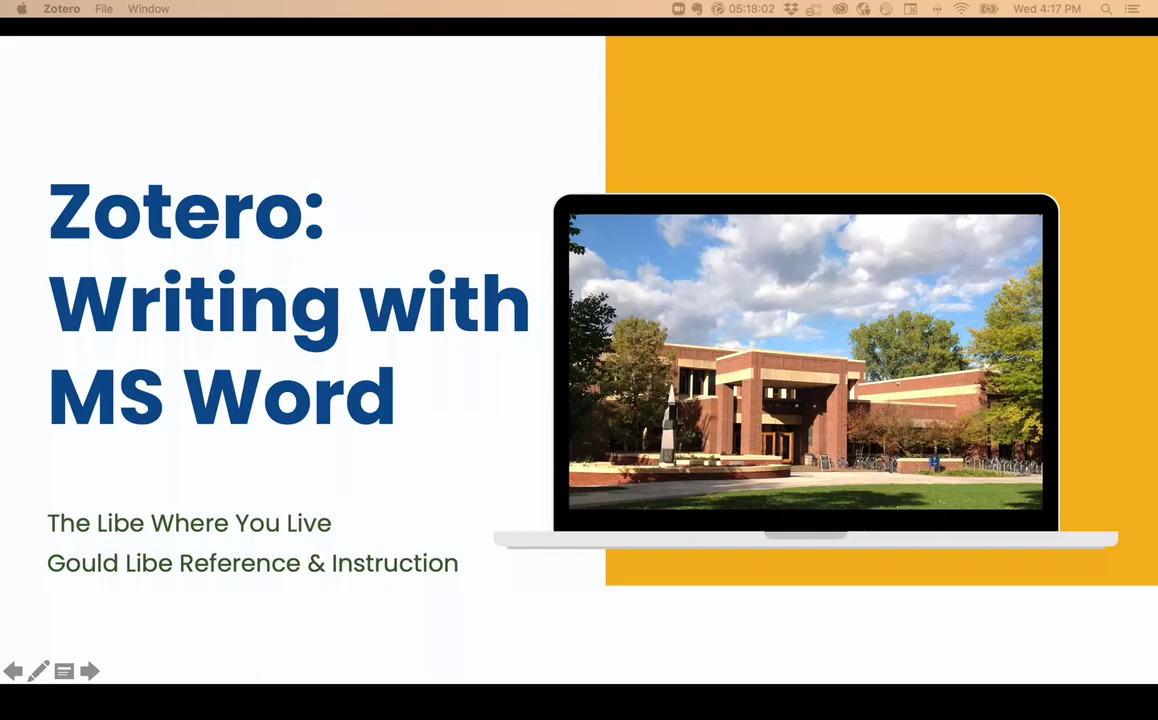 Zotero File Window 05:18:02 Wed 4:17 PM
Zotero:
Writing with
MS Word
The Libe Where You Live
Gould Libe Reference & Instruction